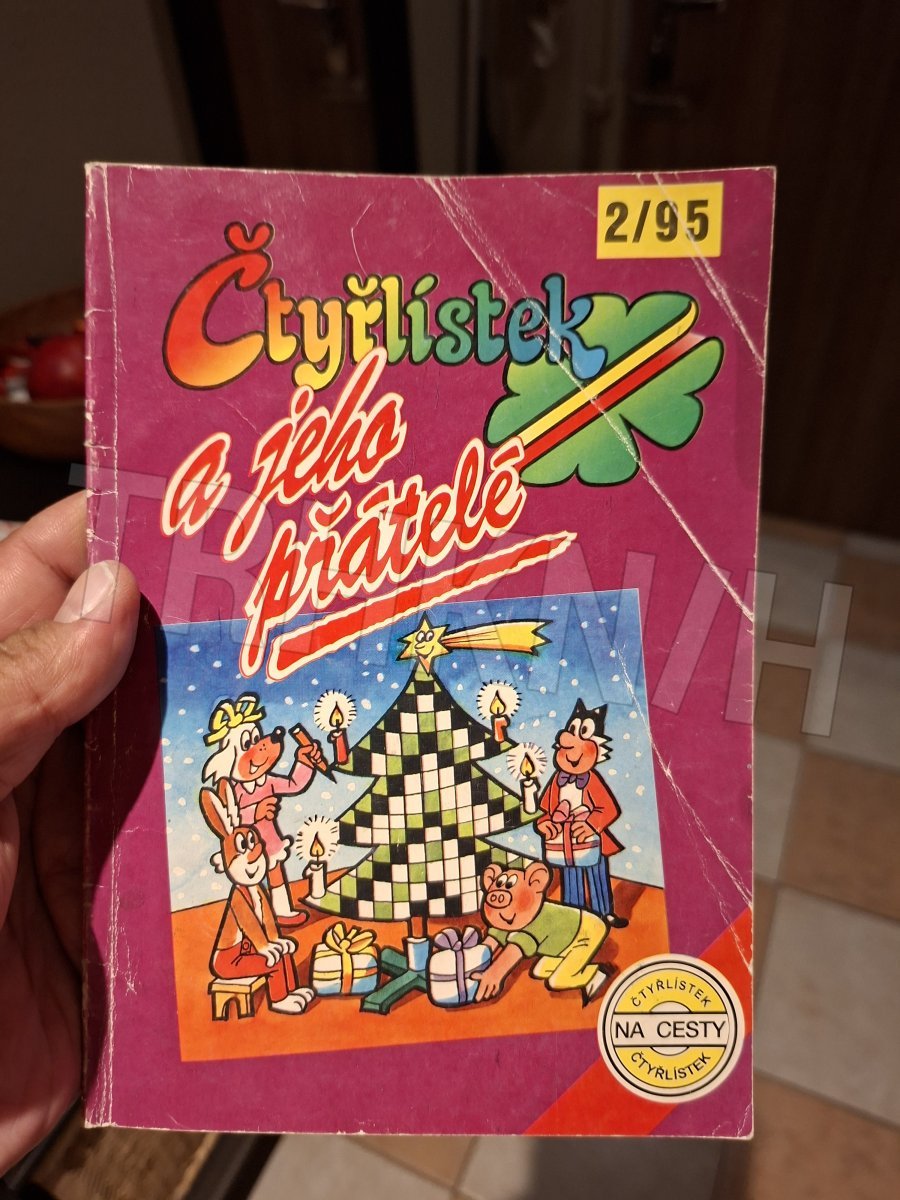 2/95
Čtyřlístek
a jeho
přátelé
ČTYŘLÍSTEK
NA CESTY
ČTYŘLÍSTEK